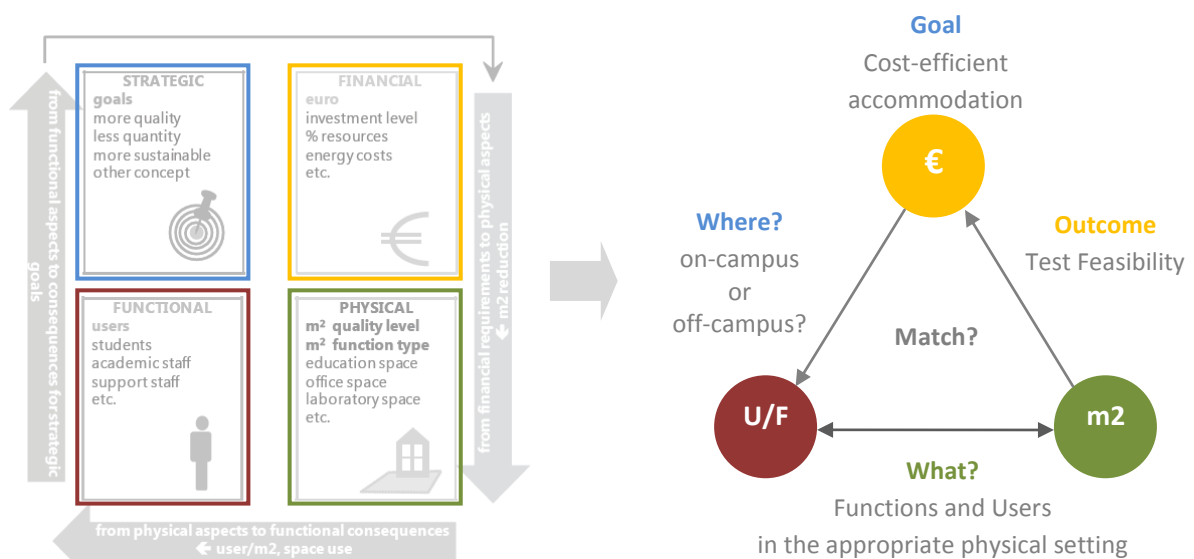 from functional aspects to consequences for strategic
goals
STRATEGIC
goals
more quality
less quantity
more sustainable
other concept
FINANCIAL
euro
investment level
% resources
energy costs
etc.
from financial requirements to physical aspects
← m2 reduction
FUNCTIONAL
users
students
academic staff
support staff
etc.
PHYSICAL
m² quality level
m² function type
education space
office space
laboratory space
etc.
from physical aspects to functional consequences
← user/m2, space use
Goal
Cost-efficient
accommodation
€
Where?
on-campus
or
off-campus?
Outcome
Test Feasibility
Match?
U/F
m2
What?
Functions and Users
in the appropriate physical setting